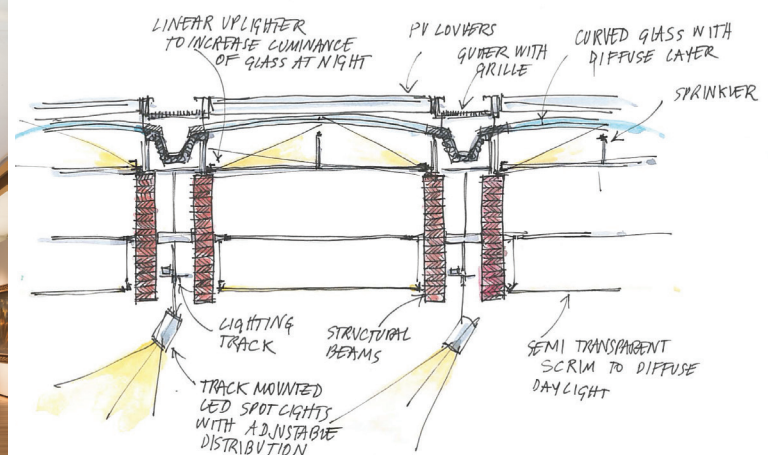 LINEAR UPLIGHTER
TO INCREASE LUMINANCE
OF GLASS AT NIGHT
PV LOUVERS
GUTTER WITH
GRILLE
CURVED GLASS WITH
DIFFUSE LAYER
SPRINKLER
LIGHTING
TRACK
STRUCTURAL
BEAMS
SEMI TRANSPARENT
SCRIM TO DIFFUSE
DAYLIGHT
TRACK MOUNTED
LED SPOT LIGHTS
WITH ADJUSTABLE
DISTRIBUTION